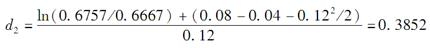 d₂ = (ln(0.6757/0.6667) + (0.08 − 0.04 − 0.12²/2)) / 0.12 = 0.3852